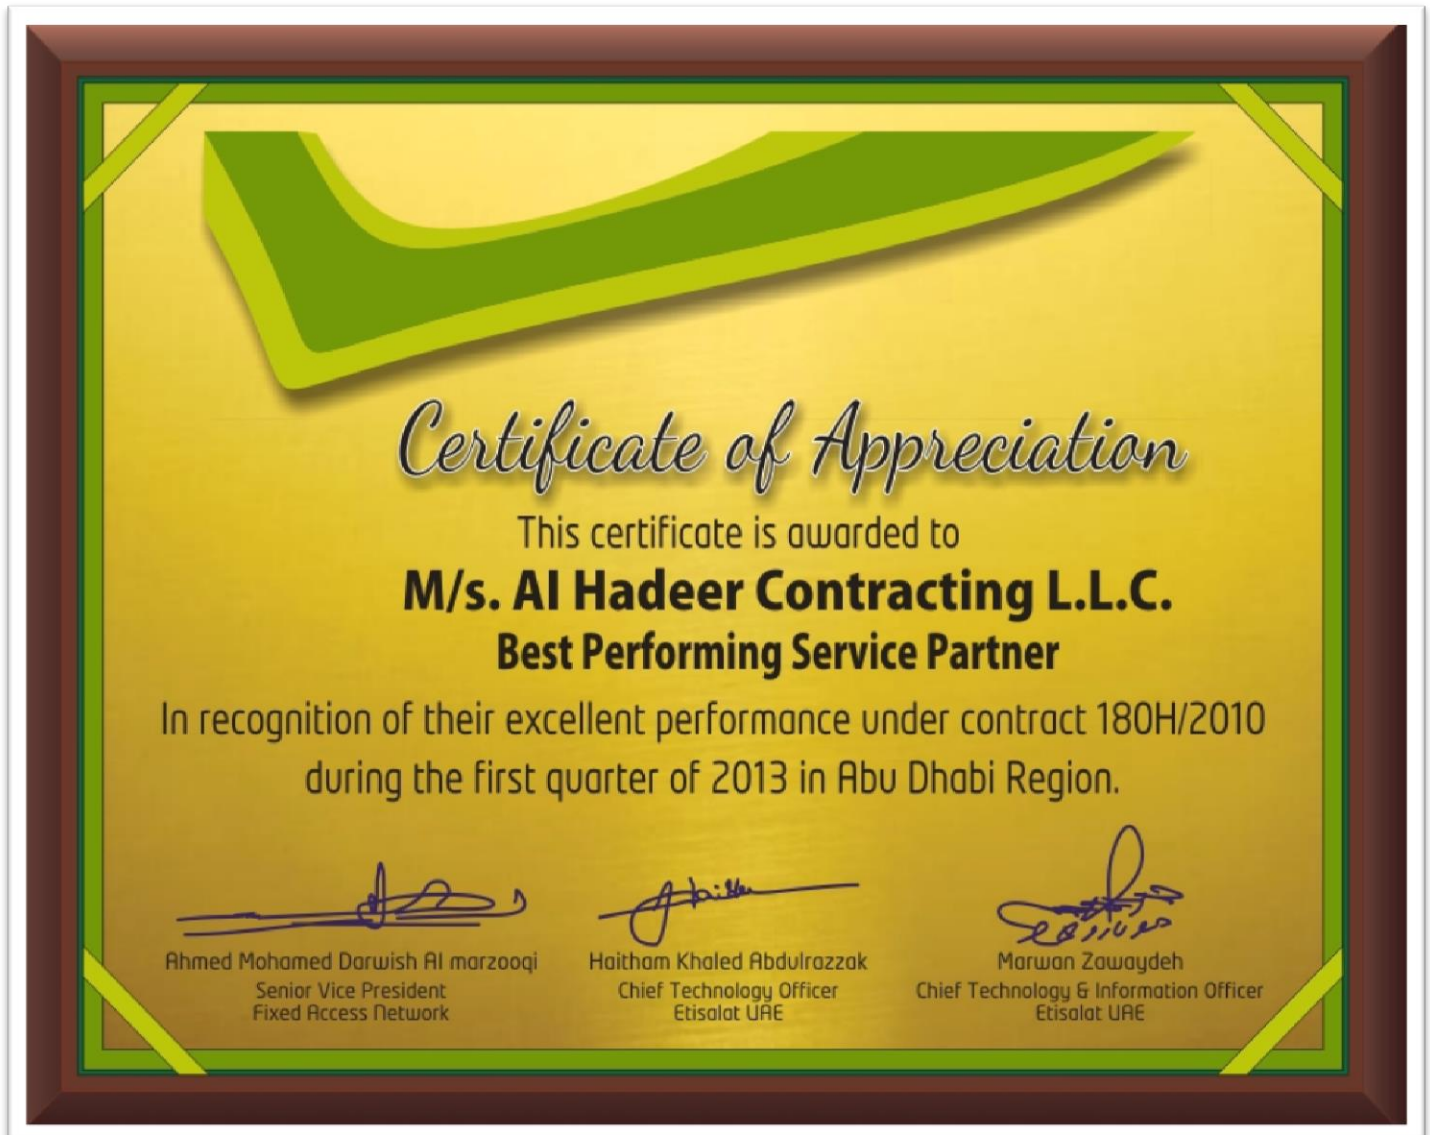 Certificate of Appreciation
This certificate is awarded to
M/s. Al Hadeer Contracting L.L.C.
Best Performing Service Partner
In recognition of their excellent performance under contract 180H/2010
during the first quarter of 2013 in Abu Dhabi Region.
Ahmed Mohamed Darwish Al marzooqi
Senior Vice President
Fixed Access Network
Haitham Khaled Abdulrazzak
Chief Technology Officer
Etisalat UAE
Marwan Zawaydeh
Chief Technology & Information Officer
Etisalat UAE